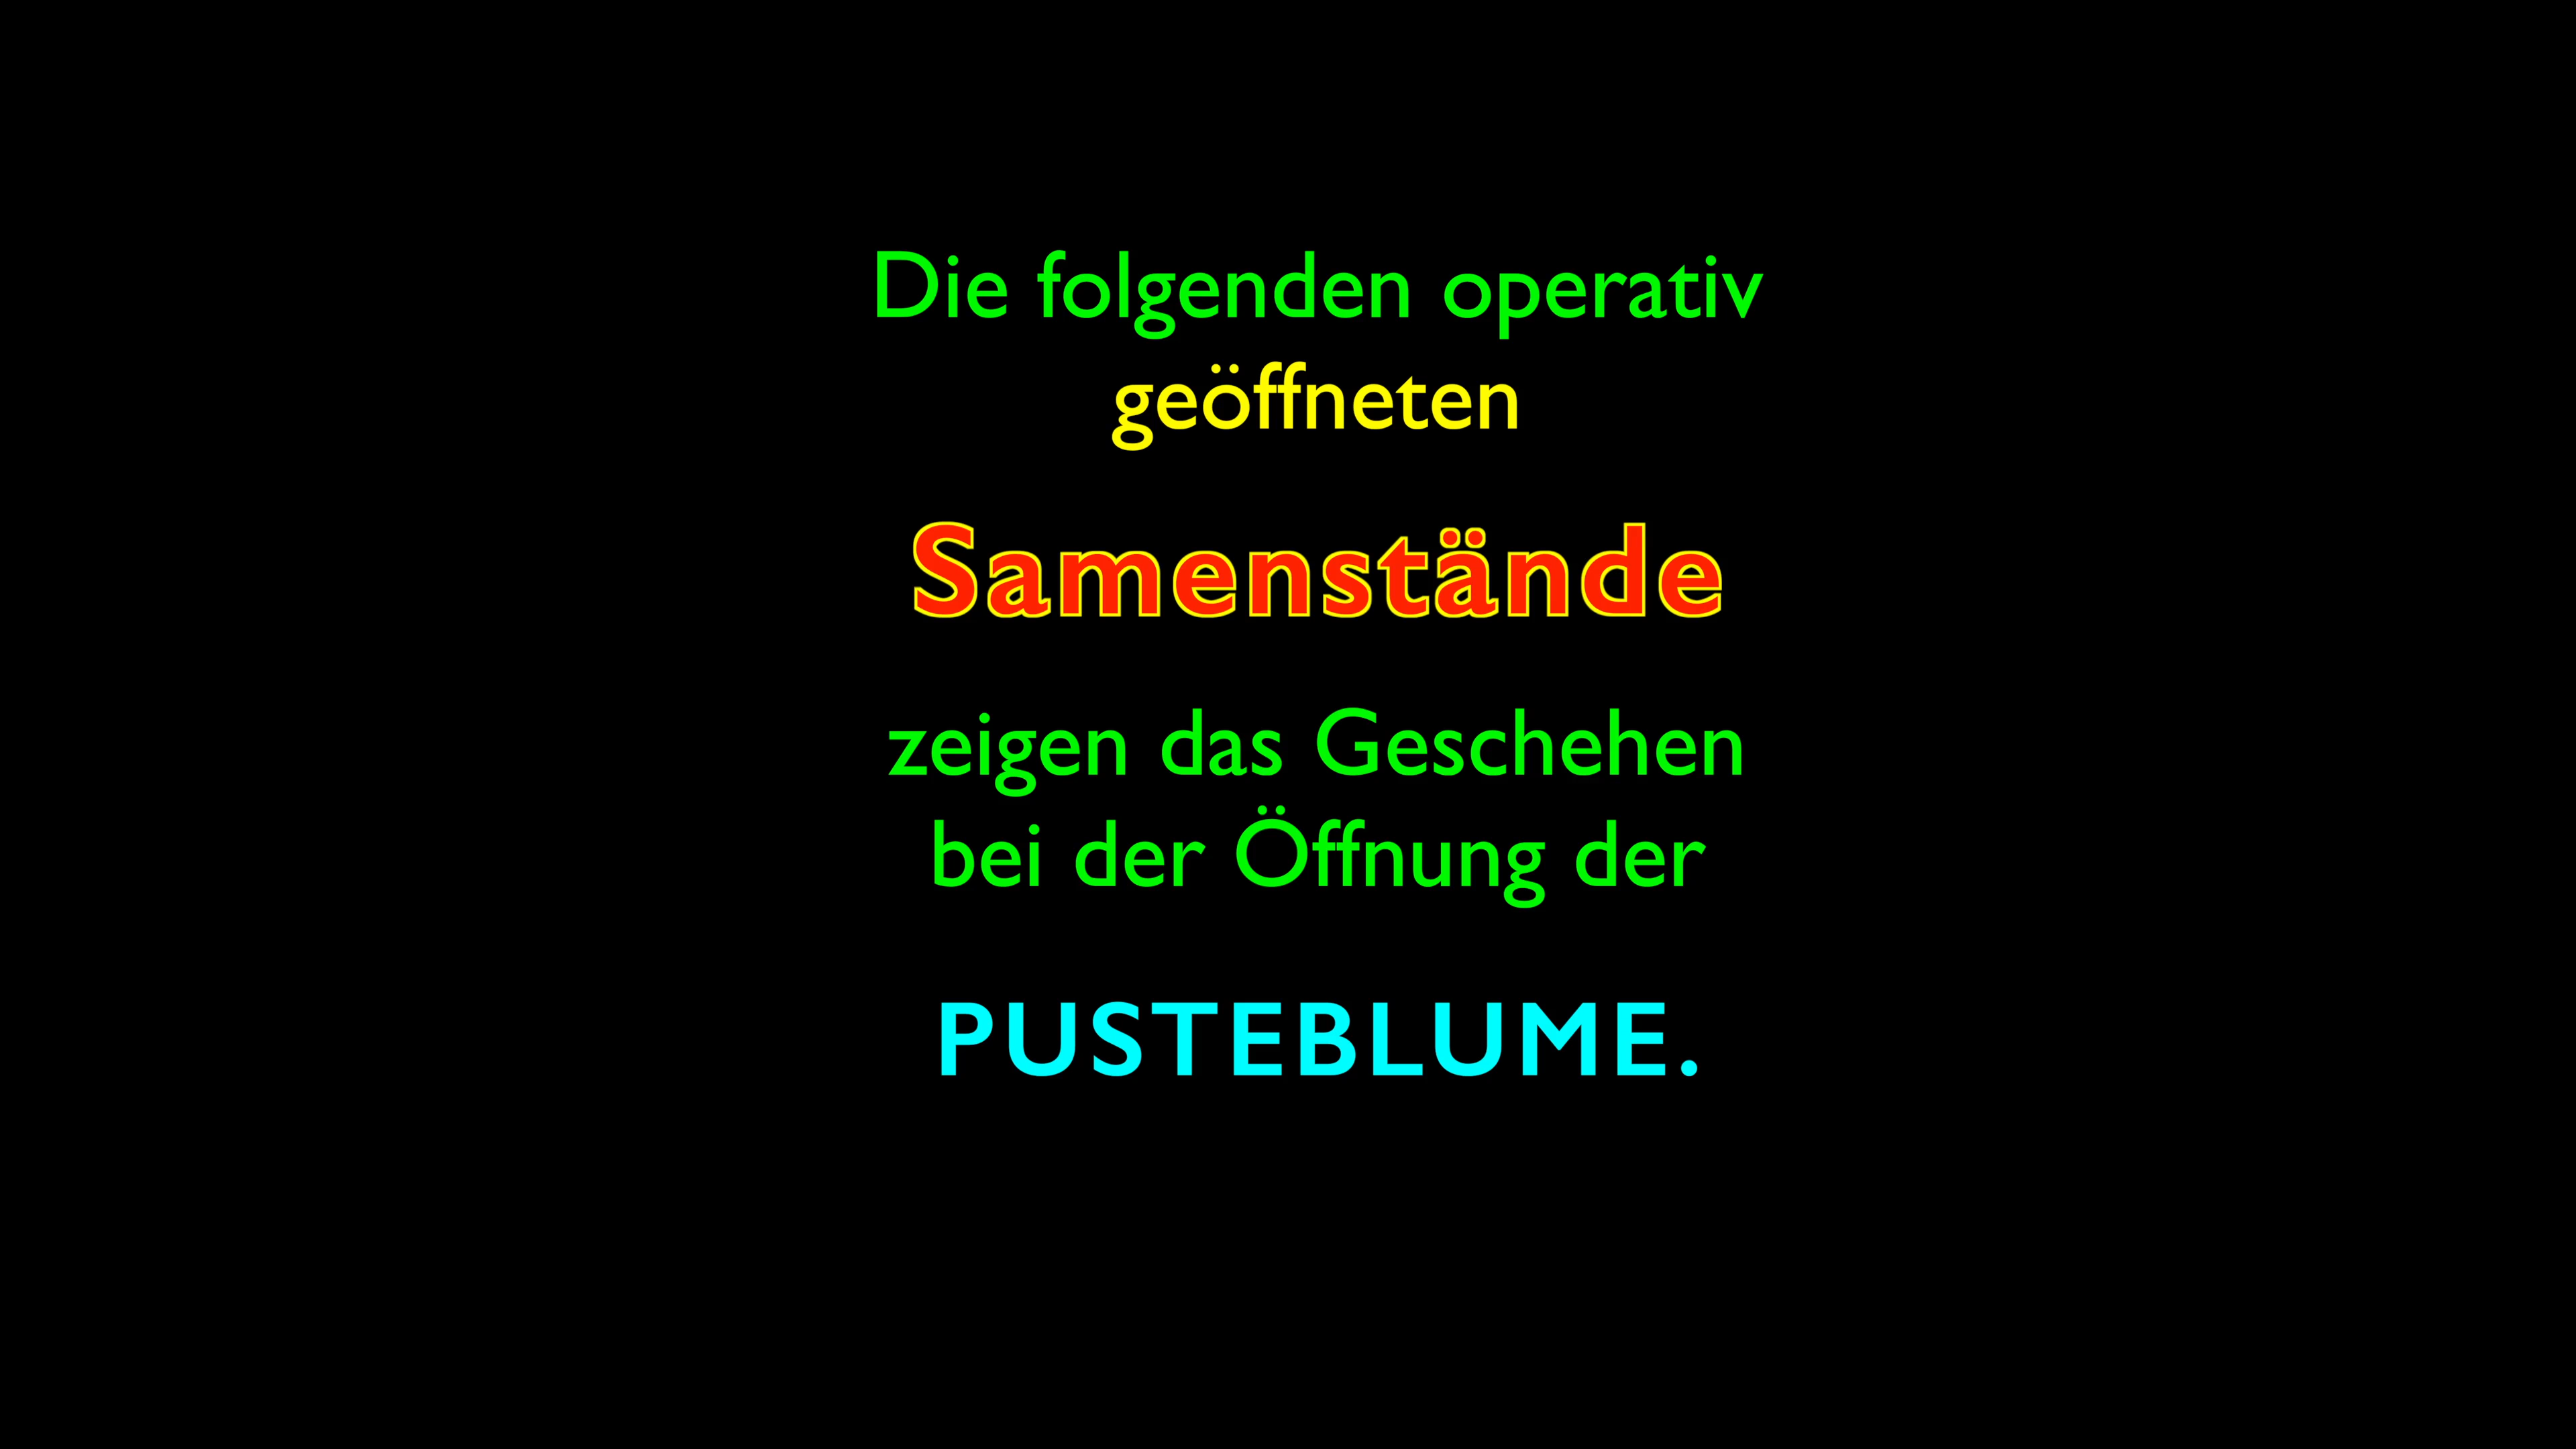 Die folgenden operativ
geöffneten
Samenstände
zeigen das Geschehen
bei der Öffnung der
PUSTEBLUME.